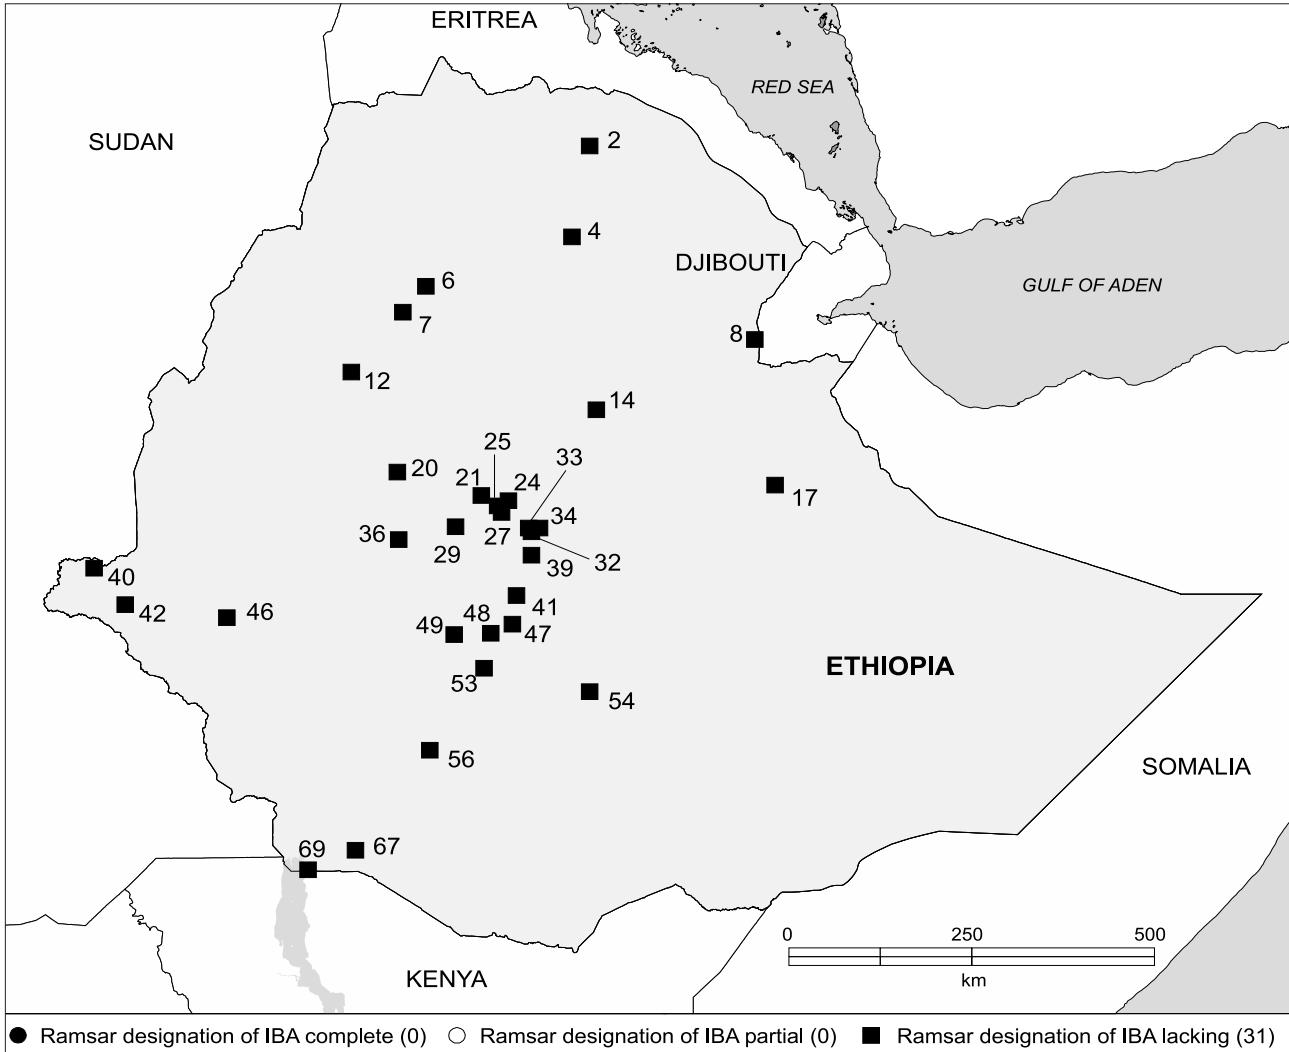 ERITREA
RED SEA
SUDAN
2
4
DJIBOUTI
6
GULF OF ADEN
7
8
12
14
25
33
20
21
24
17
36
29
27
34
32
39
40
42
46
41
49
48
47
ETHIOPIA
53
54
56
SOMALIA
69
67
0 250 500
km
KENYA
Ramsar designation of IBA complete (0) Ramsar designation of IBA partial (0) Ramsar designation of IBA lacking (31)